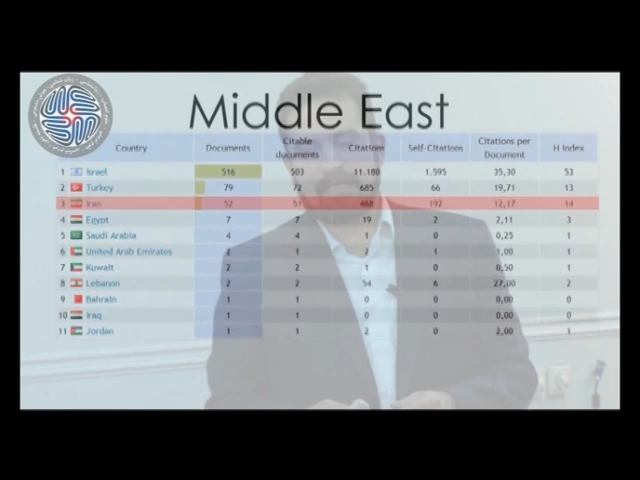 Middle East
Country Documents Citable documents Citations Self-Citations Citations per Document H Index
1 Israel 516 503 11.180 1.595 35,30 53
2 Turkey 79 72 685 66 19,71 13
3 Iran 52 51 468 192 12,17 14
4 Egypt 7 7 19 2 2,11 3
5 Saudi Arabia 4 4 1 0 0,25 1
6 United Arab Emirates 2 2 1 1,00 1
7 Kuwait 2 2 1 0 0,50 1
8 Lebanon 2 2 54 6 27,00 2
9 Bahrain 1 1 0 0 0,00 0
10 Iraq 1 1 0 0 0,00 0
11 Jordan 1 1 2 0 2,00 1